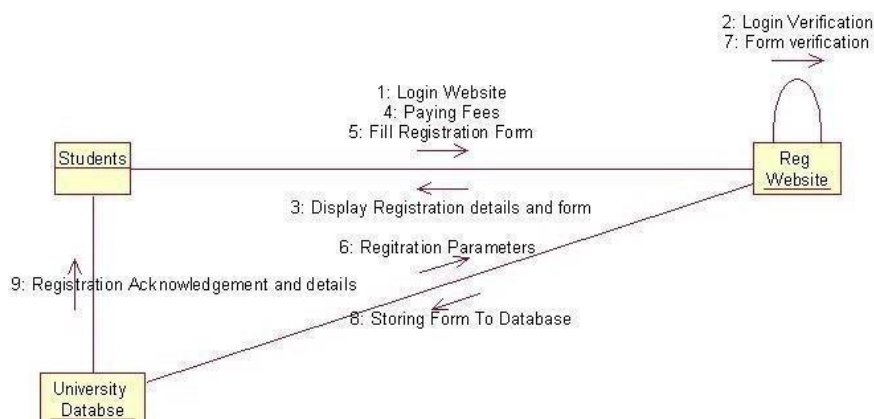 2: Login Verification
7: Form verification
1: Login Website
4: Paying Fees
5: Fill Registration Form
Students
Reg
Website
3: Display Registration details and form
6: Regitration Parameters
9: Registration Acknowledgement and details
8: Storing Form To Database
University
Databse